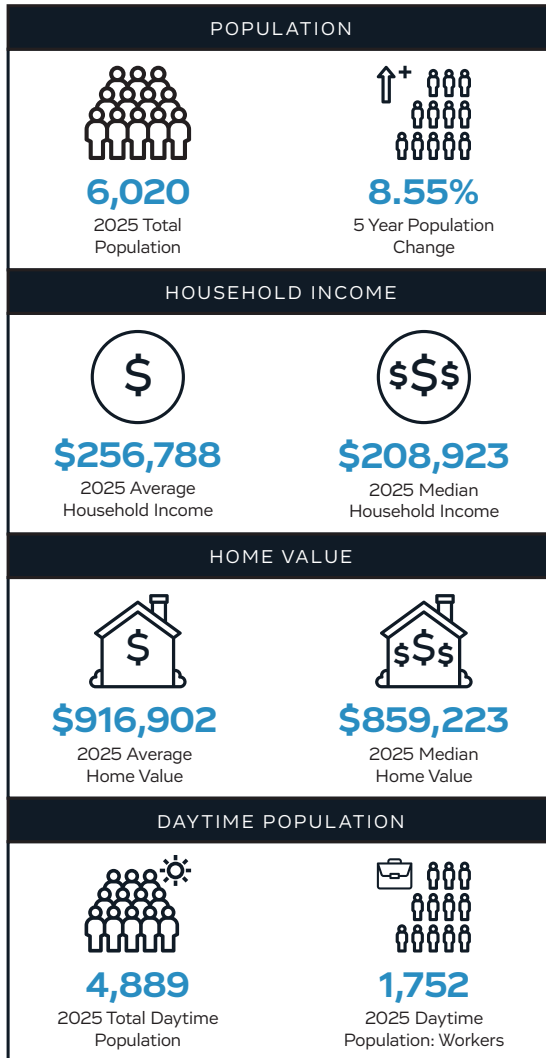 POPULATION
6,020
2025 Total
Population
8.55%
5 Year Population
Change
HOUSEHOLD INCOME
$
$256,788
2025 Average
Household Income
$$$
$208,923
2025 Median
Household Income
HOME VALUE
$
$916,902
2025 Average
Home Value
$$$
$859,223
2025 Median
Home Value
DAYTIME POPULATION
4,889
2025 Total Daytime
Population
1,752
2025 Daytime
Population: Workers